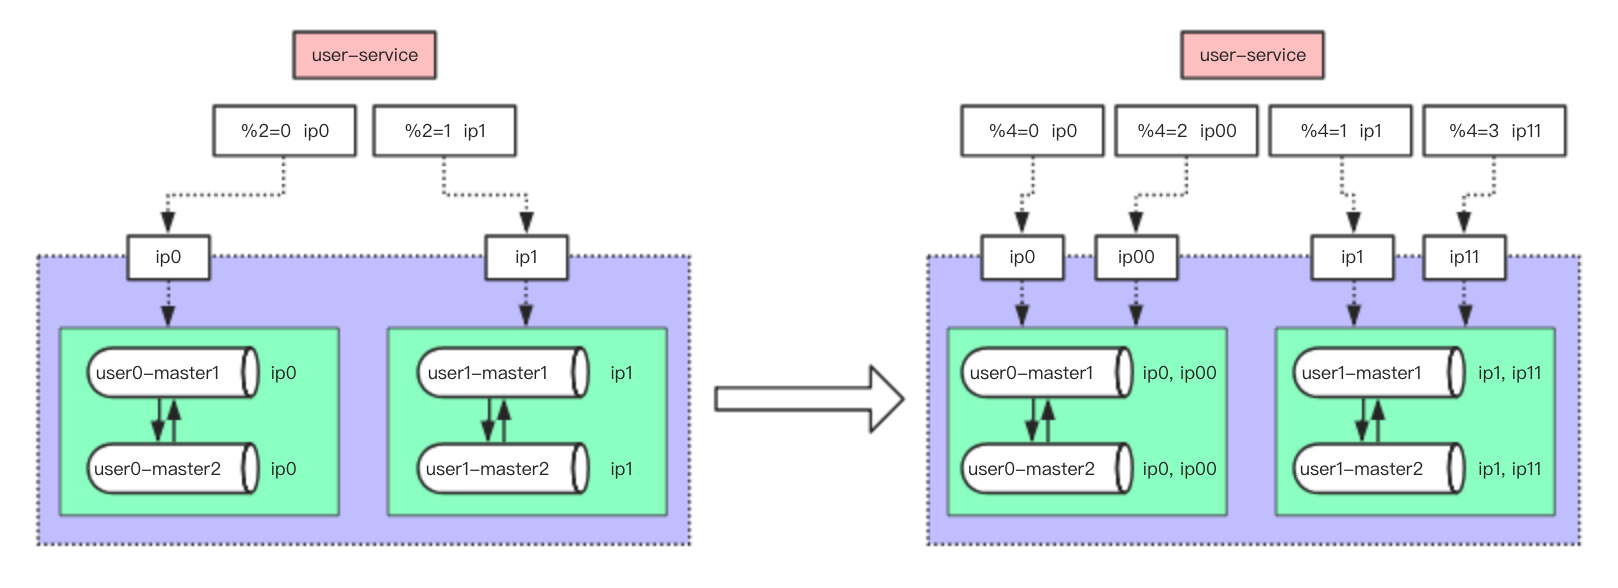 user-service
%2=0 ip0
%2=1 ip1
ip0
ip1
user0-master1 ip0
user0-master2 ip0
user1-master1 ip1
user1-master2 ip1
user-service
%4=0 ip0
%4=2 ip00
%4=1 ip1
%4=3 ip11
ip0
ip00
ip1
ip11
user0-master1 ip0, ip00
user0-master2 ip0, ip00
user1-master1 ip1, ip11
user1-master2 ip1, ip11